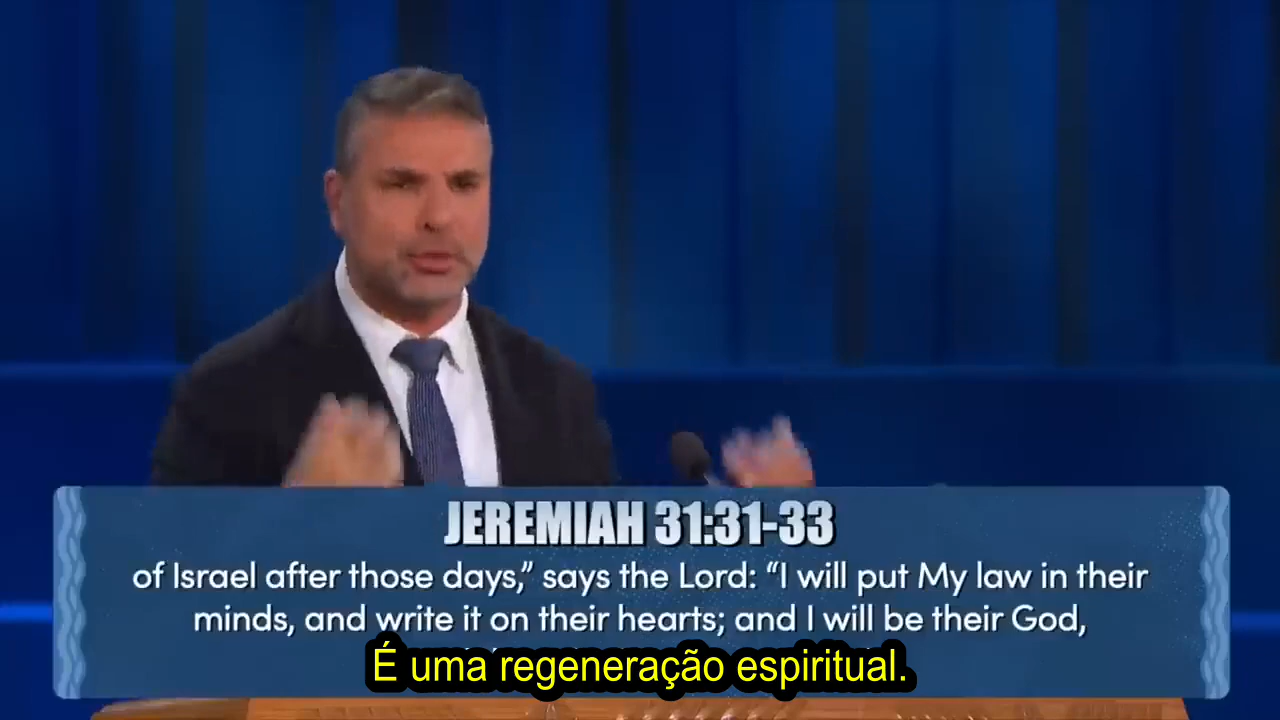 JEREMIAH 31:31-33
of Israel after those days,” says the Lord: “I will put My law in their
minds, and write it on their hearts; and I will be their God,
É uma regeneração espiritual.